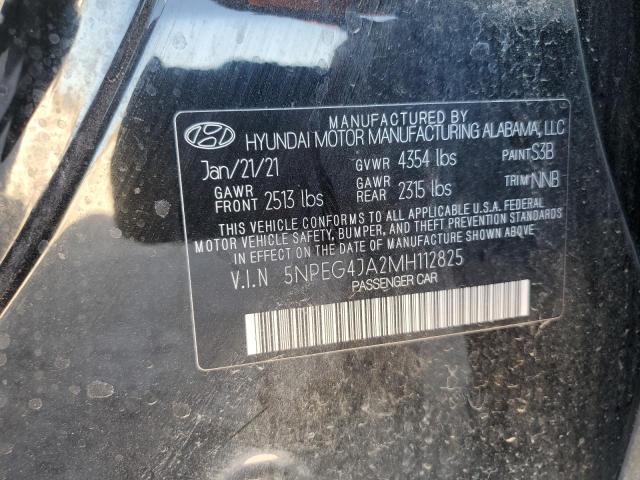 MANUFACTURED BY
HYUNDAI MOTOR MANUFACTURING ALABAMA, LLC
Jan/21/21 GVWR 4354 lbs PAINT S3B
GAWR FRONT 2513 lbs GAWR REAR 2315 lbs TRIM NNB
THIS VEHICLE CONFORMS TO ALL APPLICABLE U.S.A. FEDERAL
MOTOR VEHICLE SAFETY, BUMPER, AND THEFT PREVENTION STANDARDS
IN EFFECT ON THE DATE OF MANUFACTURE SHOWN ABOVE.
V.I.N 5NPEG4JA2MH112825
PASSENGER CAR